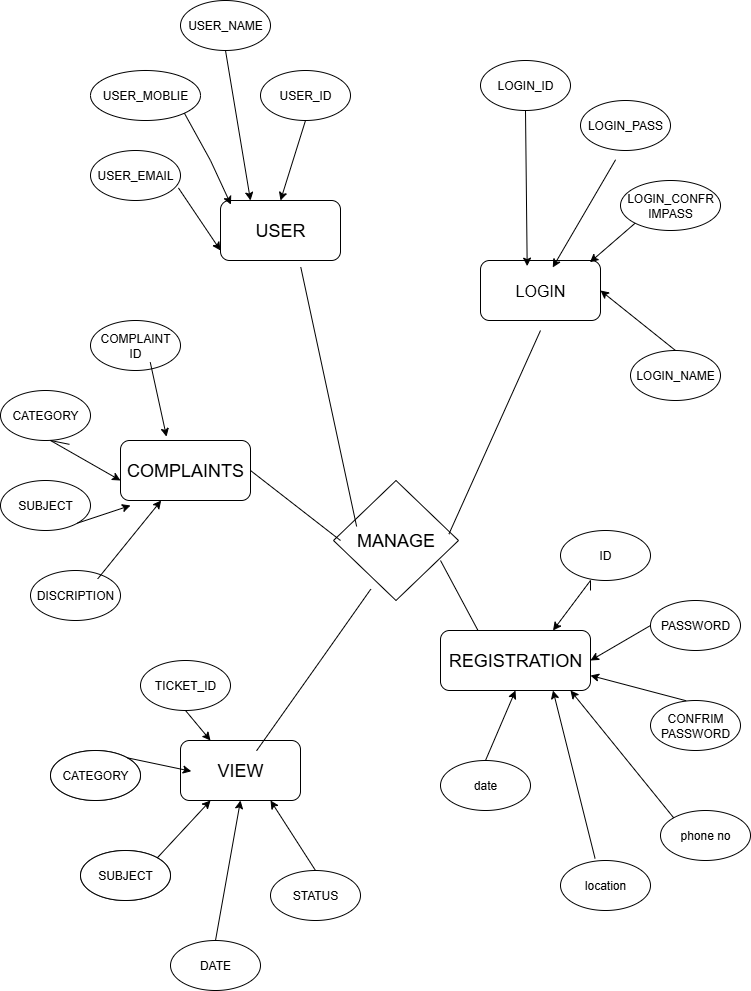 USER_NAME
USER_MOBLIE
USER_ID
USER_EMAIL
USER
LOGIN_ID
LOGIN_PASS
LOGIN_CONFR
IMPASS
LOGIN
LOGIN_NAME
COMPLAINT
ID
CATEGORY
COMPLAINTS
SUBJECT
DISCRIPTION
MANAGE
ID
PASSWORD
REGISTRATION
CONFRIM
PASSWORD
date
phone no
location
TICKET_ID
CATEGORY
VIEW
SUBJECT
STATUS
DATE